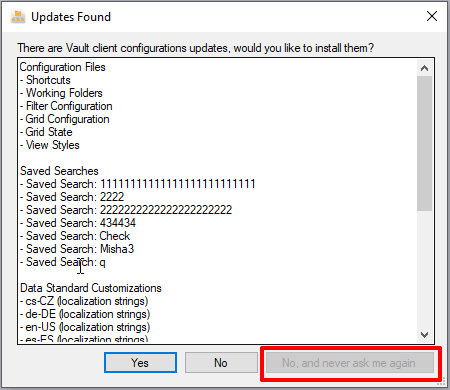 Updates Found
There are Vault client configurations updates, would you like to install them?
Configuration Files
- Shortcuts
- Working Folders
- Filter Configuration
- Grid Configuration
- Grid State
- View Styles
Saved Searches
- Saved Search: 11111111111111111111111111
- Saved Search: 2222
- Saved Search: 2222222222222222222222
- Saved Search: 434434
- Saved Search: Check
- Saved Search: Misha3
- Saved Search: q
Data Standard Customizations
- cs-CZ (localization strings)
- de-DE (localization strings)
- en-US (localization strings)
- es-ES (localization strings)
Yes No No, and never ask me again